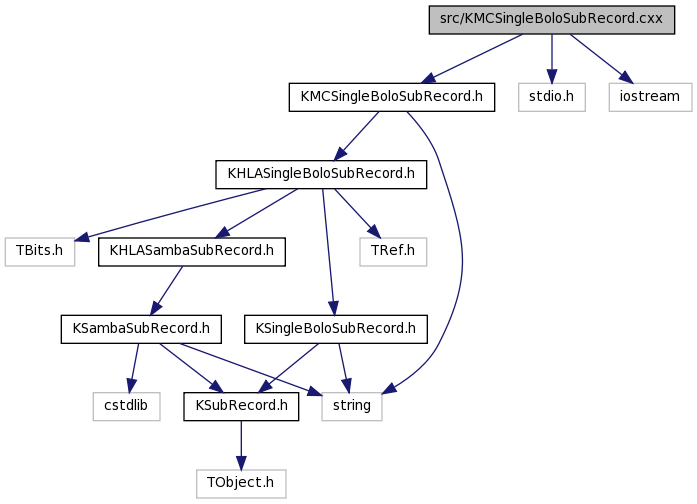 src/KMCSingleBoloSubRecord.cxx
KMCSingleBoloSubRecord.h
stdio.h
iostream
KHLASingleBoloSubRecord.h
TBits.h
KHLASambaSubRecord.h
TRef.h
KSambaSubRecord.h
KSingleBoloSubRecord.h
cstdlib
KSubRecord.h
string
TObject.h